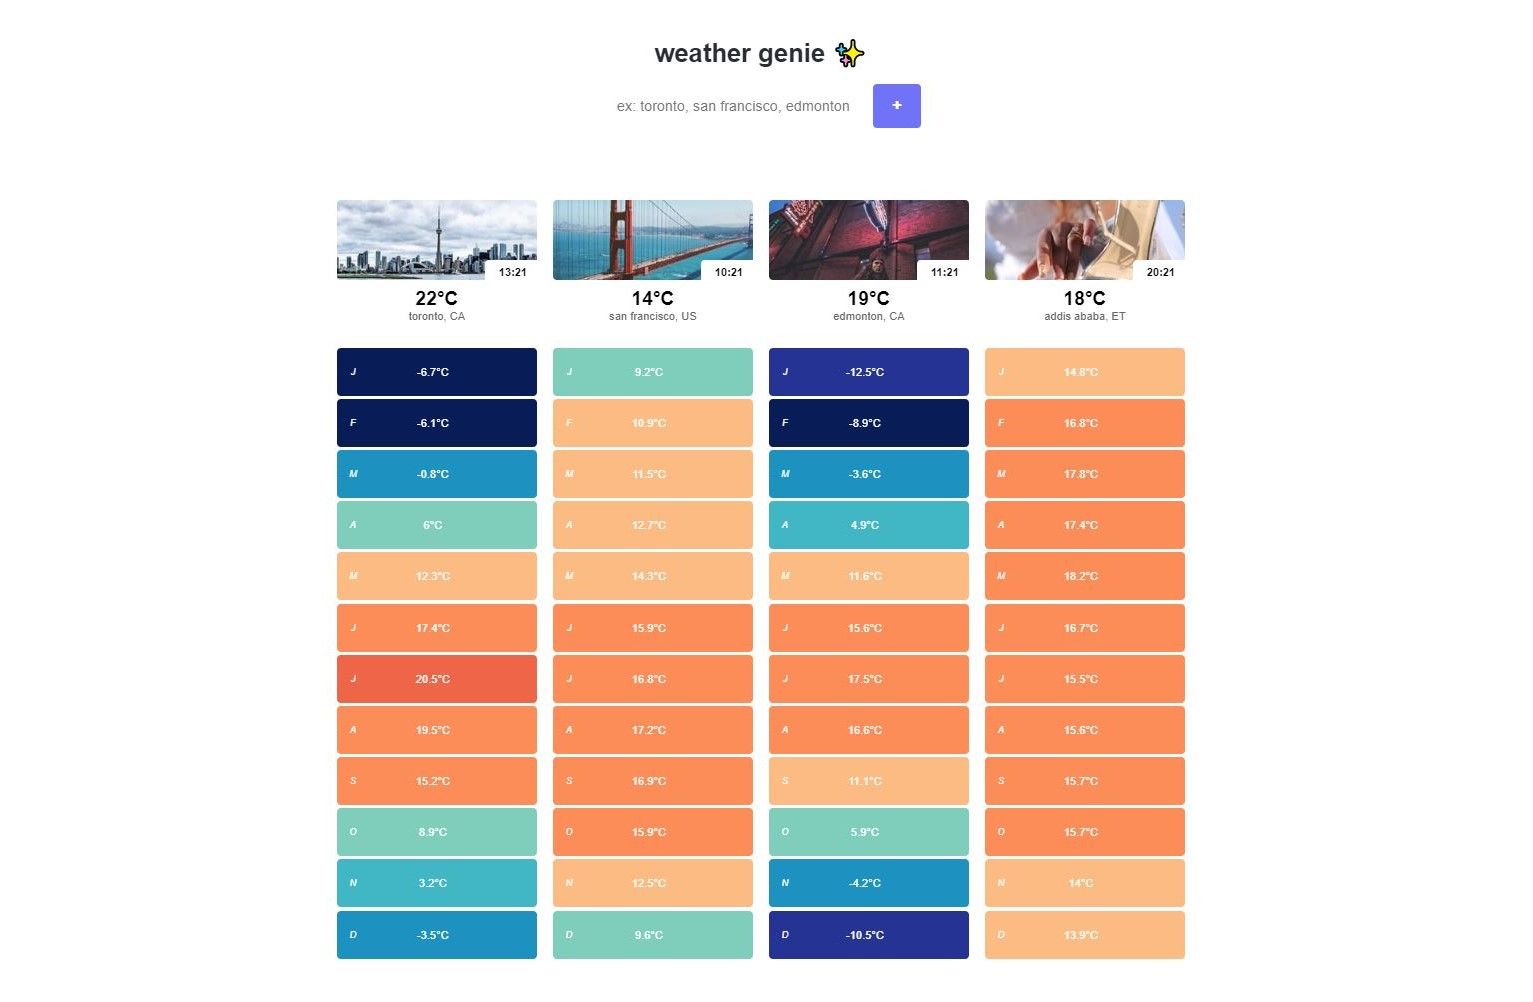 weather genie
ex: toronto, san francisco, edmonton +
13:21 10:21 11:21 20:21
22°C 14°C 19°C 18°C
toronto, CA san francisco, US edmonton, CA addis ababa, ET
J -6.7°C J 9.2°C J -12.5°C J 14.8°C
F -6.1°C F 10.9°C F -8.9°C F 16.8°C
M -0.8°C M 11.5°C M -3.6°C M 17.8°C
A 6°C A 12.7°C A 4.9°C A 17.4°C
M 12.3°C M 14.3°C M 11.6°C M 18.2°C
J 17.4°C J 15.9°C J 15.6°C J 16.7°C
J 20.5°C J 16.8°C J 17.5°C J 15.5°C
A 19.5°C A 17.2°C A 16.6°C A 15.6°C
S 15.2°C S 16.9°C S 11.1°C S 15.7°C
O 8.9°C O 15.9°C O 5.9°C O 15.7°C
N 3.2°C N 12.5°C N -4.2°C N 14°C
D -3.5°C D 9.6°C D -10.5°C D 13.9°C